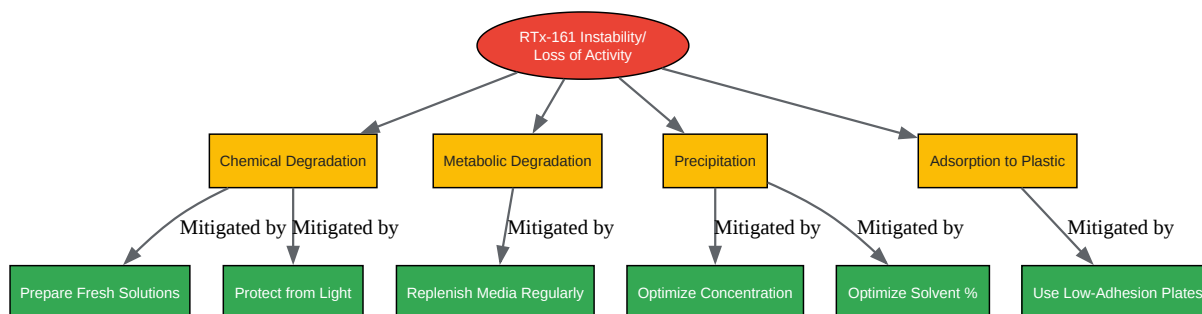 RTx-161 Instability/
Loss of Activity
Chemical Degradation
Metabolic Degradation
Precipitation
Adsorption to Plastic
Mitigated by
Mitigated by
Mitigated by
Mitigated by
Mitigated by
Mitigated by
Prepare Fresh Solutions
Protect from Light
Replenish Media Regularly
Optimize Concentration
Optimize Solvent %
Use Low-Adhesion Plates